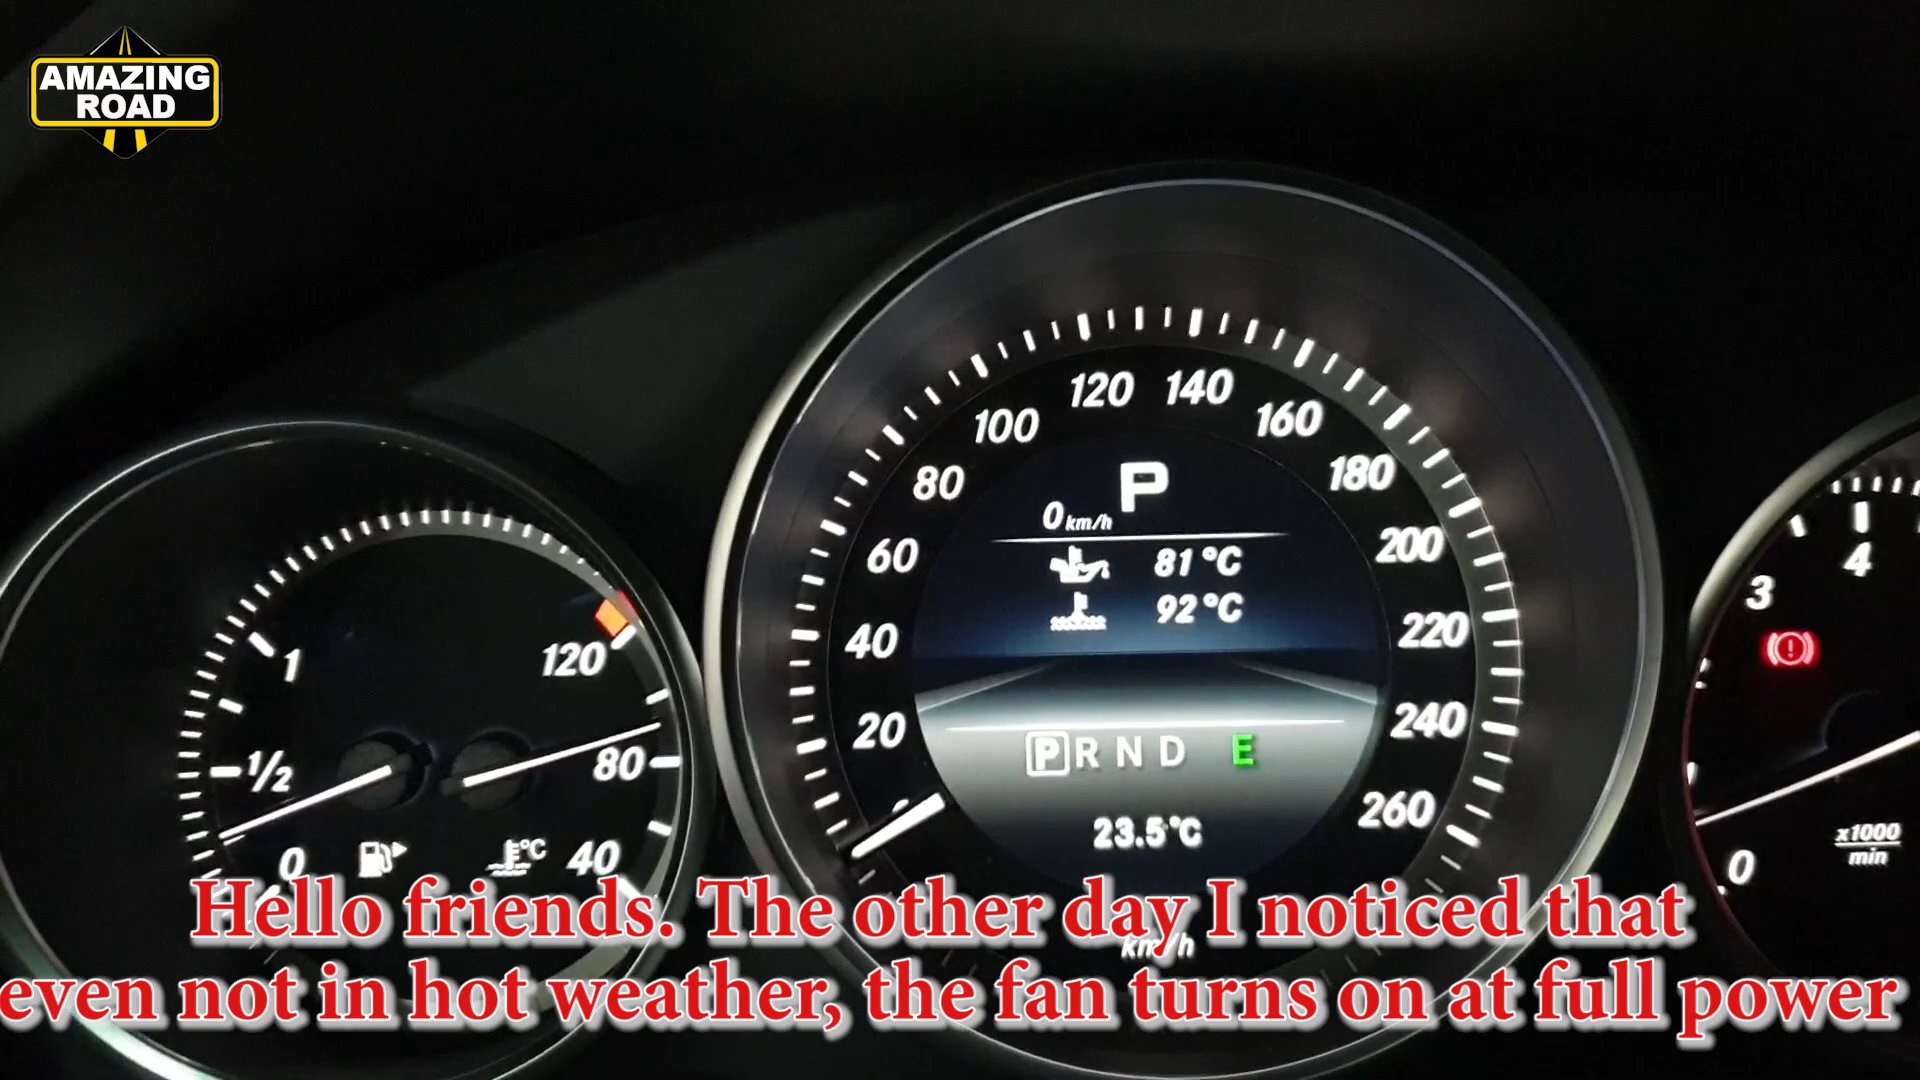 AMAZING
ROAD
1
½
0
120
80
40
°C
0
20
40
60
80
100
120
140
160
180
200
220
240
260
P
0 km/h
81 °C
92 °C
P R N D E
23.5°C
km/h
0
3
4
x1000
min
Hello friends. The other day I noticed that
even not in hot weather, the fan turns on at full power